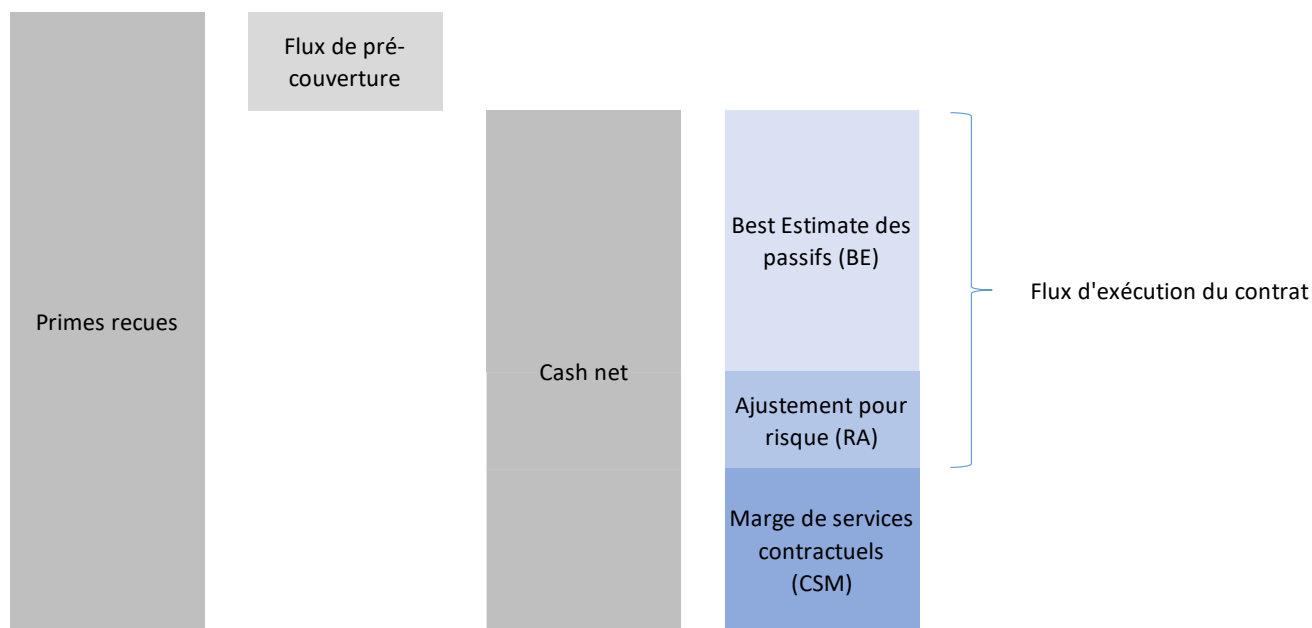 Flux de pré-
couverture
Primes recues
Cash net
Best Estimate des
passifs (BE)
Ajustement pour
risque (RA)
Marge de services
contractuels
(CSM)
Flux d'exécution du contrat